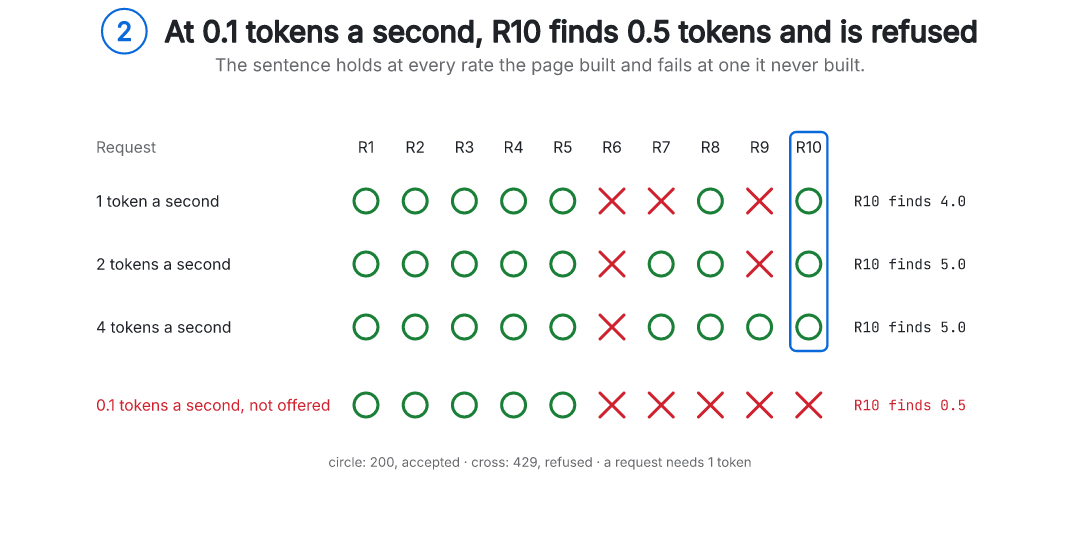 2 At 0.1 tokens a second, R10 finds 0.5 tokens and is refused
The sentence holds at every rate the page built and fails at one it never built.
Request R1 R2 R3 R4 R5 R6 R7 R8 R9 R10
1 token a second R10 finds 4.0
2 tokens a second R10 finds 5.0
4 tokens a second R10 finds 5.0
0.1 tokens a second, not offered R10 finds 0.5
circle: 200, accepted · cross: 429, refused · a request needs 1 token